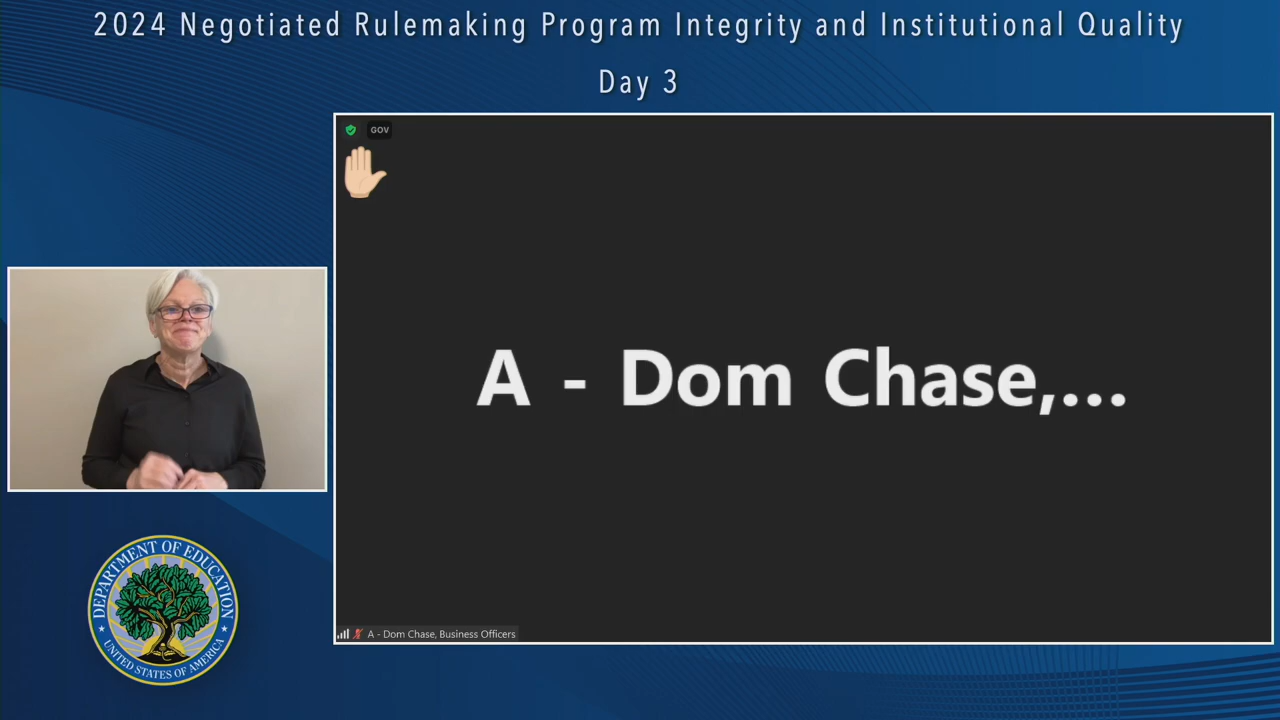 2024 Negotiated Rulemaking Program Integrity and Institutional Quality
Day 3
GOV
A - Dom Chase,...
A - Dom Chase, Business Officers
DEPARTMENT OF EDUCATION
UNITED STATES OF AMERICA